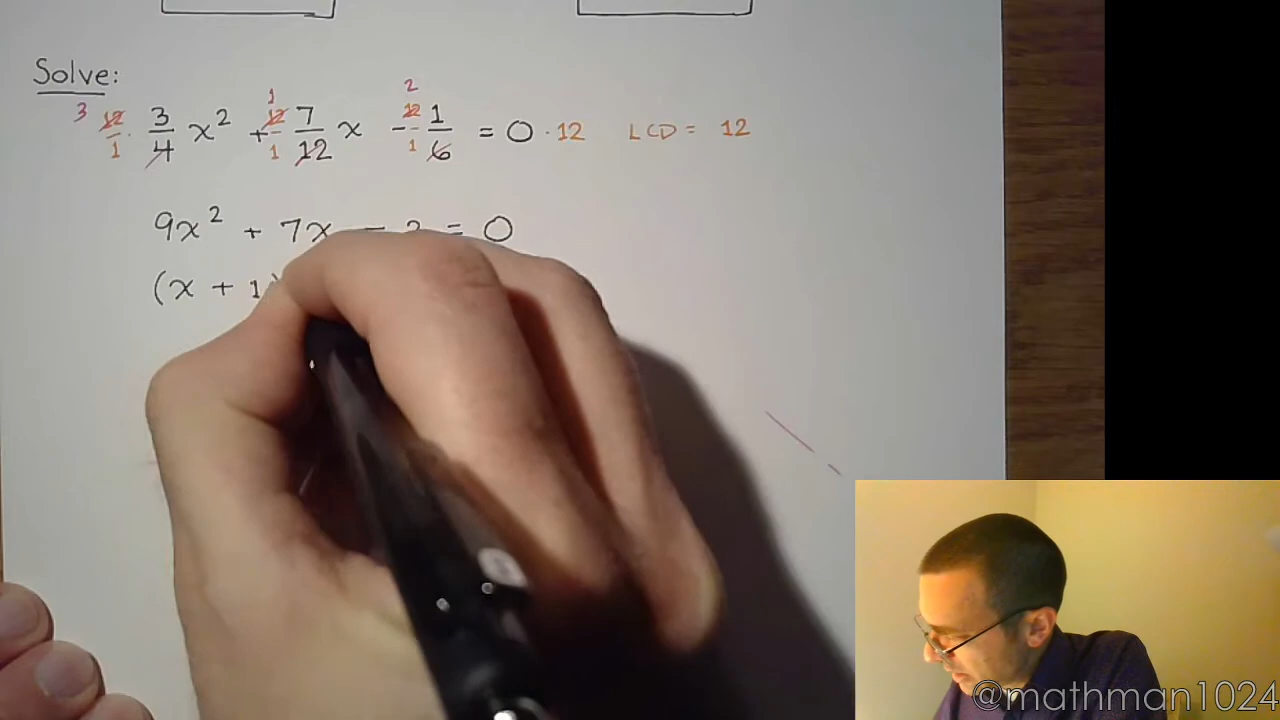 Solve:
3 12/1 · 3/4 x² + 1 12/1 7/12 x - 2 12/1 1/6 = 0 · 12 LCD = 12
9x² + 7x - 2 = 0
(x + 1)
@mathman1024